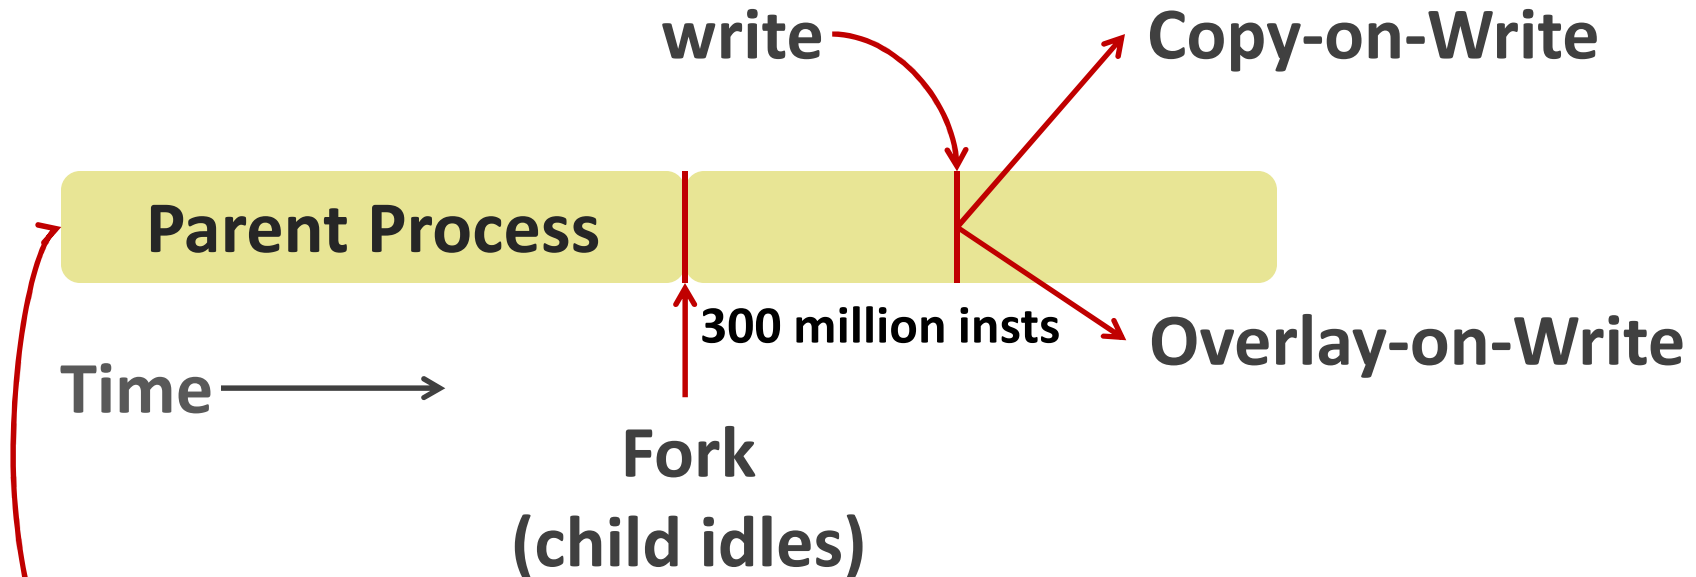 write
Copy-on-Write
Parent Process
300 million insts
Overlay-on-Write
Time
Fork
(child idles)